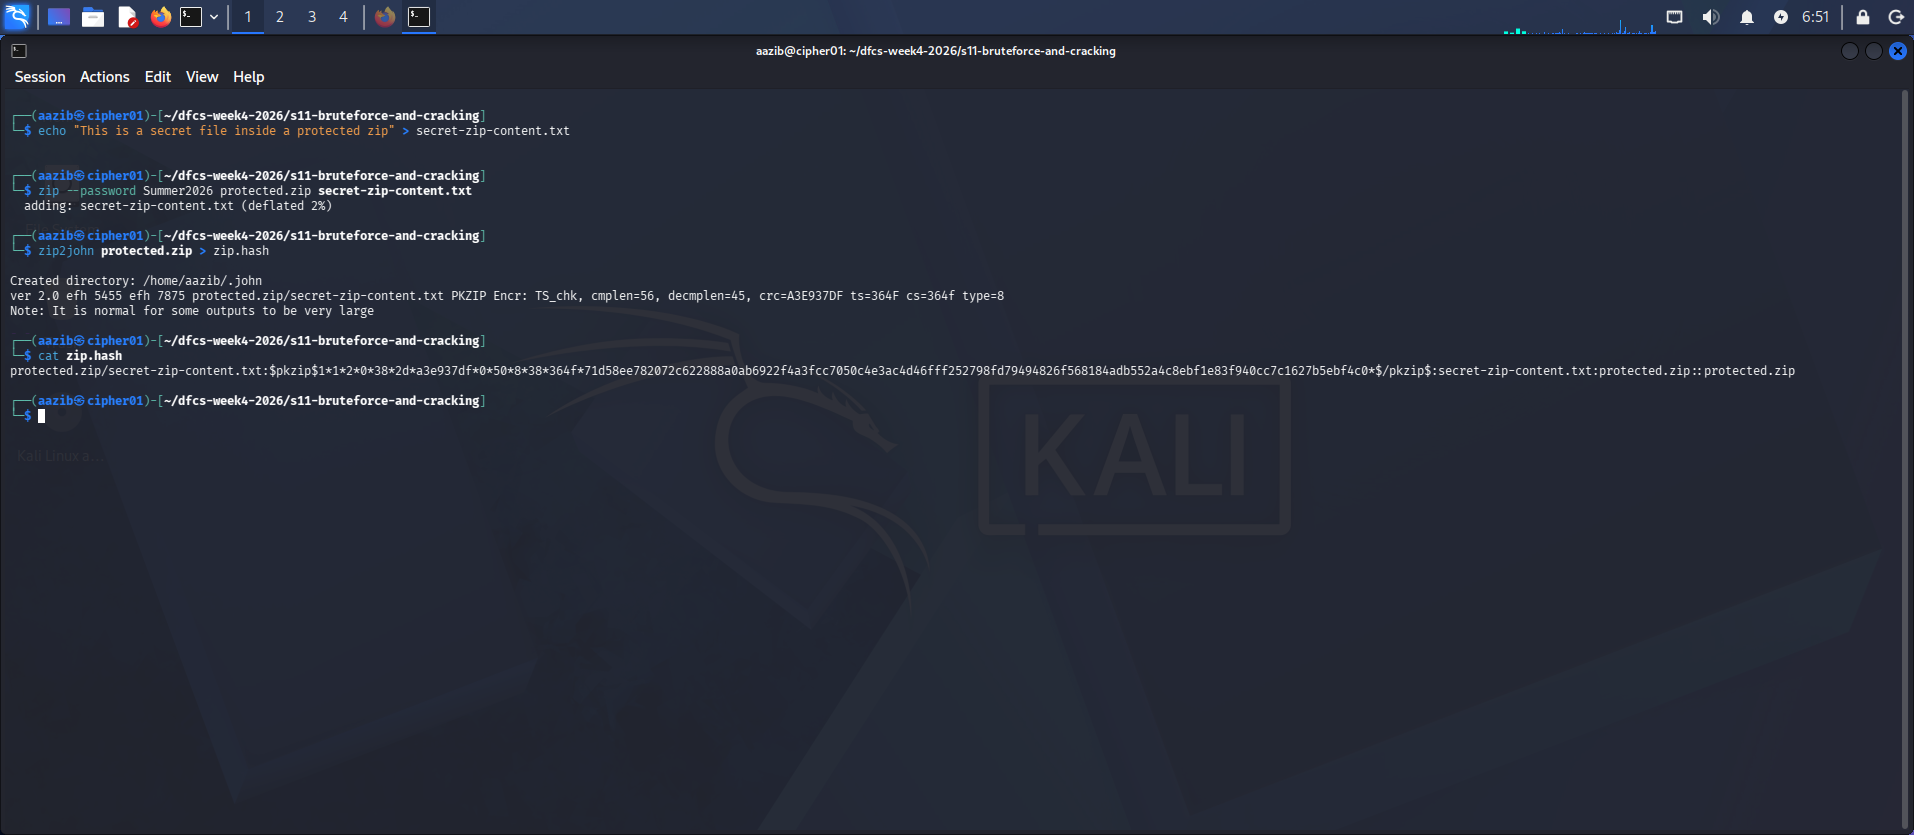 1 2 3 4 6:51
aazib@cipher01: ~/dfcs-week4-2026/s11-bruteforce-and-cracking
Session Actions Edit View Help
┌──(aazib㉿cipher01)-[~/dfcs-week4-2026/s11-bruteforce-and-cracking]
└─$ echo "This is a secret file inside a protected zip" > secret-zip-content.txt
┌──(aazib㉿cipher01)-[~/dfcs-week4-2026/s11-bruteforce-and-cracking]
└─$ zip --password Summer2026 protected.zip secret-zip-content.txt
adding: secret-zip-content.txt (deflated 2%)
┌──(aazib㉿cipher01)-[~/dfcs-week4-2026/s11-bruteforce-and-cracking]
└─$ zip2john protected.zip > zip.hash
Created directory: /home/aazib/.john
ver 2.0 efh 5455 efh 7875 protected.zip/secret-zip-content.txt PKZIP Encr: TS_chk, cmplen=56, decmplen=45, crc=A3E937DF ts=364F cs=364f type=8
Note: It is normal for some outputs to be very large
┌──(aazib㉿cipher01)-[~/dfcs-week4-2026/s11-bruteforce-and-cracking]
└─$ cat zip.hash
protected.zip/secret-zip-content.txt:$pkzip$1*1*2*0*38*2d*a3e937df*0*50*8*38*364f*71d58ee782072c622888a0ab6922f4a3fcc7050c4e3ac4d46fff252798fd79494826f568184adb552a4c8ebf1e83f940cc7c1627b5ebf4c0*$/pkzip$:secret-zip-content.txt:protected.zip::protected.zip
┌──(aazib㉿cipher01)-[~/dfcs-week4-2026/s11-bruteforce-and-cracking]
└─$
Kali Linux a...
KALI